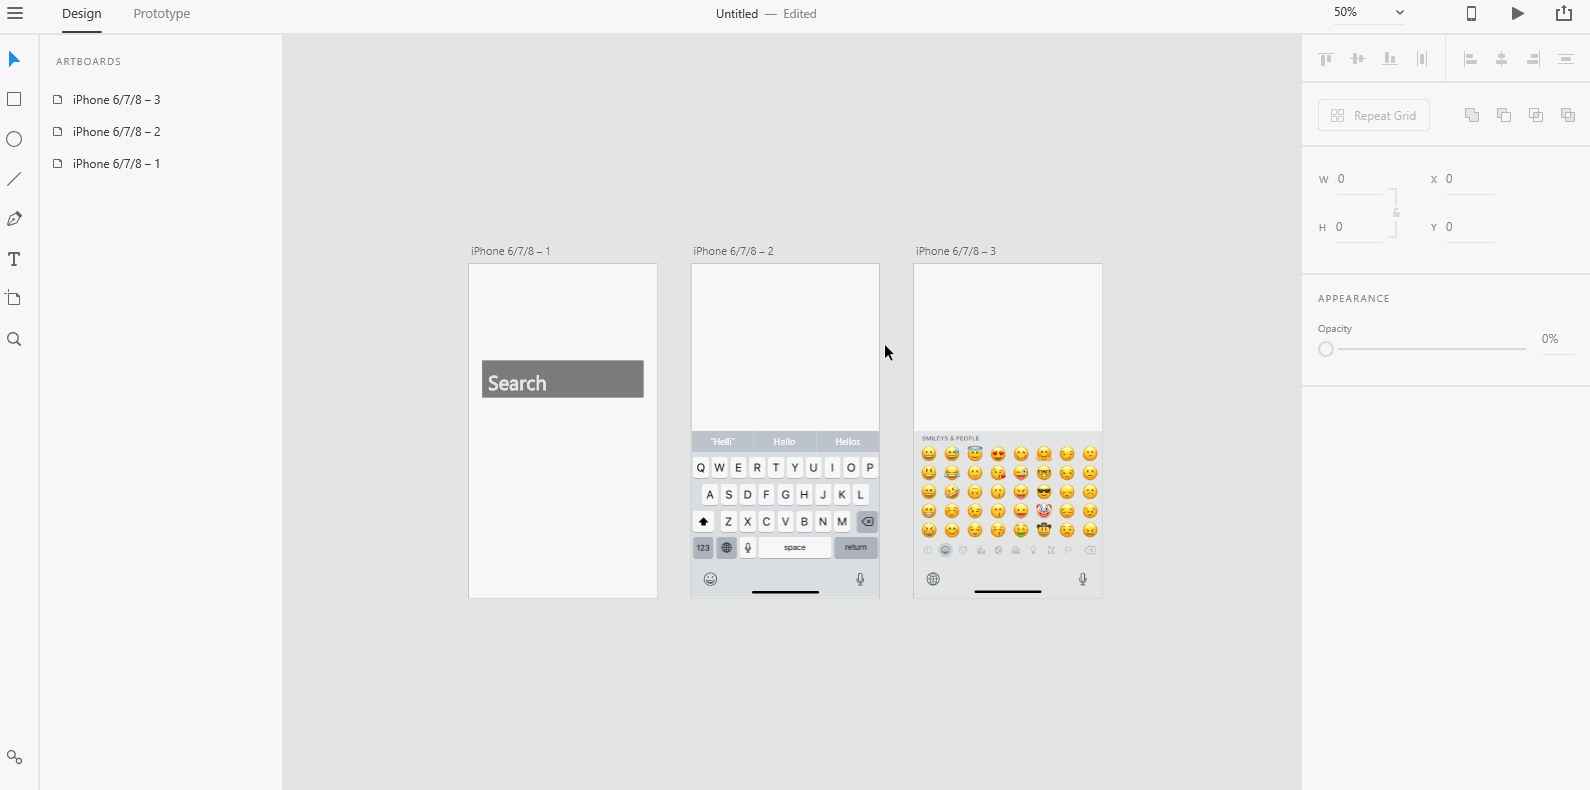 Design
Prototype
Untitled — Edited
50%
ARTBOARDS
iPhone 6/7/8 – 3
iPhone 6/7/8 – 2
iPhone 6/7/8 – 1
iPhone 6/7/8 – 1
Search
iPhone 6/7/8 – 2
"Helli" Hello Hellos
Q W E R T Y U I O P
A S D F G H J K L
Z X C V B N M
123 space return
iPhone 6/7/8 – 3
SMILEYS & PEOPLE
Repeat Grid
W 0 X 0
H 0 Y 0
APPEARANCE
Opacity
0%